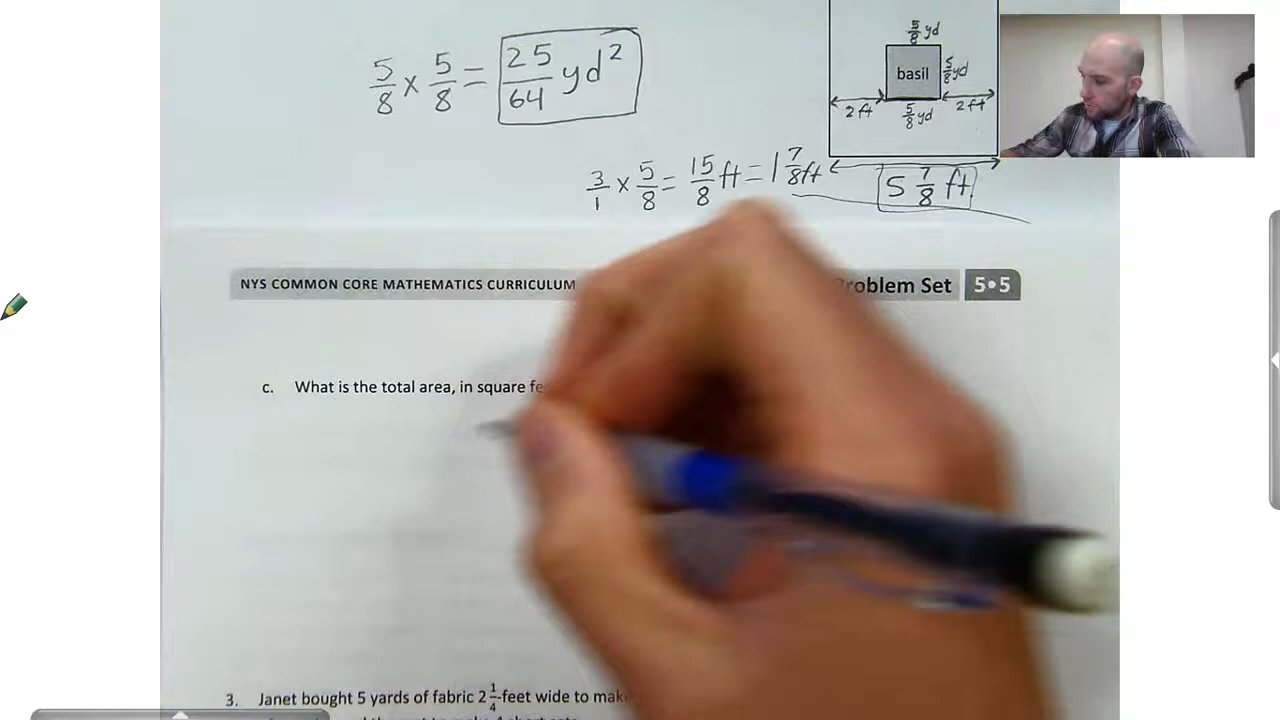 5/8 × 5/8 = 25/64 yd²
5/8 yd
basil 5/8 yd
2 ft 5/8 yd 2 ft
3/1 × 5/8 = 15/8 ft = 1 7/8 ft 5 7/8 ft
NYS COMMON CORE MATHEMATICS CURRICULUM Problem Set 5•5
c. What is the total area, in square
3. Janet bought 5 yards of fabric 2 1/4-feet wide to